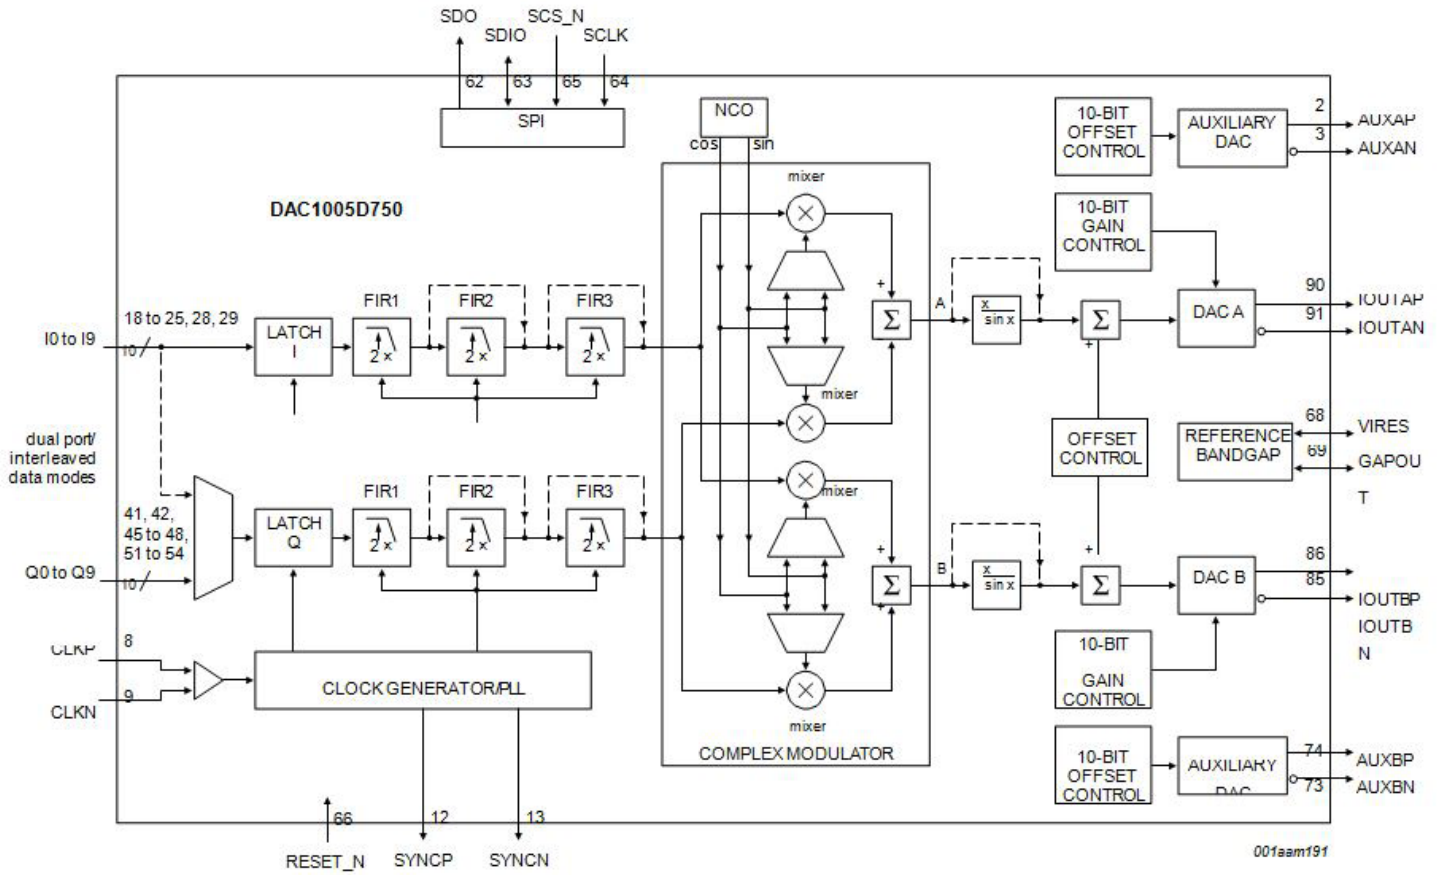 SDO
SDIO
SCS_N
SCLK
62
63
65
64
SPI
NCO
cos
sin
DAC1005D750
mixer
10-BIT
OFFSET
CONTROL
AUXILIARY
DAC
2
3
AUXAP
AUXAN
10-BIT
GAIN
CONTROL
18 to 25, 28, 29
I0 to I9
10
LATCH
I
FIR1
2 x
FIR2
2 x
FIR3
2 x
+
Σ
−
A
x
sin x
Σ
+
DAC A
90
91
IOUTAP
IOUTAN
mixer
dual port/
interleaved
data modes
OFFSET
CONTROL
REFERENCE
BANDGAP
68
69
VIRES
GAPOU
T
mixer
41, 42,
45 to 48,
51 to 54
Q0 to Q9
10
LATCH
Q
FIR1
2 x
FIR2
2 x
FIR3
2 x
+
Σ
+
B
x
sin x
+
Σ
DAC B
86
85
IOUTBP
IOUTB
N
10-BIT
GAIN
CONTROL
CLKP
8
9
CLKN
CLOCK GENERATOR/PLL
mixer
COMPLEX MODULATOR
10-BIT
OFFSET
CONTROL
AUXILIARY
DAC
74
73
AUXBP
AUXBN
66
12
13
RESET_N
SYNCP
SYNCN
001aam191